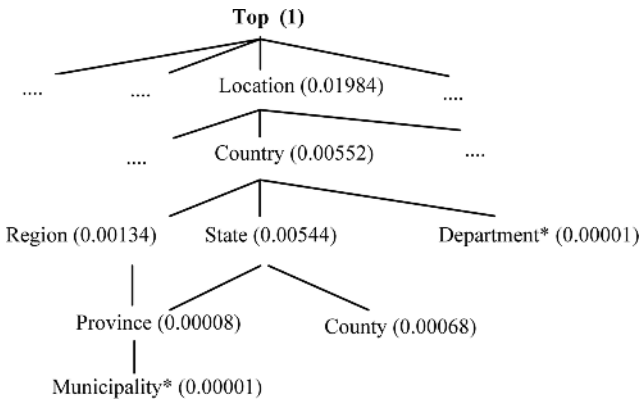 Top (1)
.... .... Location (0.01984) ....
.... Country (0.00552) ....
Region (0.00134) State (0.00544) Department* (0.00001)
Province (0.00008) County (0.00068)
Municipality* (0.00001)